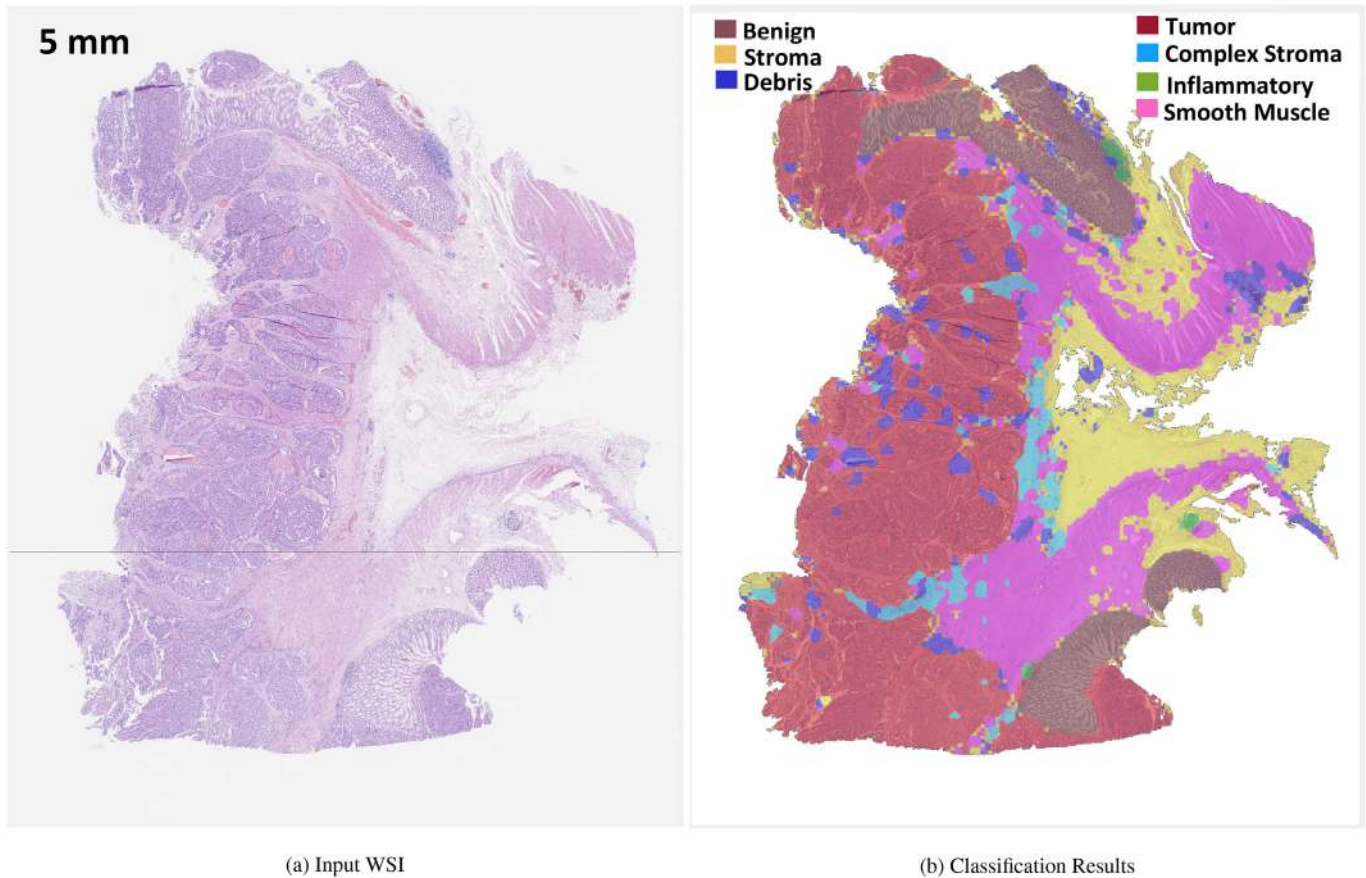 5 mm
Benign
Stroma
Debris
Tumor
Complex Stroma
Inflammatory
Smooth Muscle
(a) Input WSI
(b) Classification Results